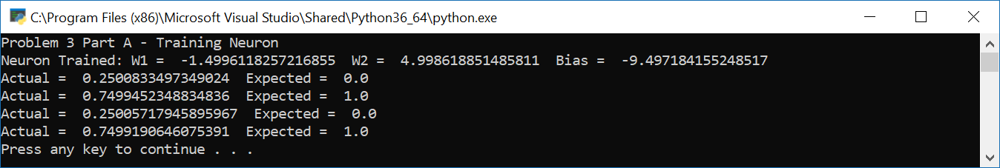 C:\Program Files (x86)\Microsoft Visual Studio\Shared\Python36_64\python.exe
Problem 3 Part A - Training Neuron
Neuron Trained: W1 =  -1.4996118257216855  W2 =  4.998618851485811  Bias =  -9.497184155248517
Actual =  0.2500833497349024  Expected =  0.0
Actual =  0.7499452348834836  Expected =  1.0
Actual =  0.25005717945895967  Expected =  0.0
Actual =  0.7499190646075391  Expected =  1.0
Press any key to continue . . .